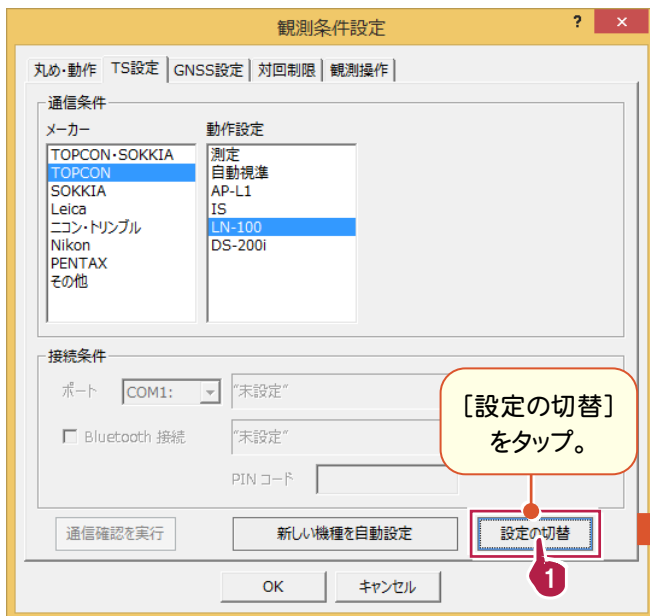 観測条件設定
?
×
丸め・動作 TS設定 GNSS設定 対回制限 観測操作
通信条件
メーカー 動作設定
TOPCON・SOKKIA 測定
TOPCON 自動視準
SOKKIA AP-L1
Leica IS
ニコン・トリンブル LN-100
Nikon DS-200i
PENTAX
その他
接続条件
ポート COM1: "未設定"
Bluetooth 接続 "未設定"
PIN コード
[設定の切替]
をタップ。
通信確認を実行 新しい機種を自動設定 設定の切替
1
OK キャンセル